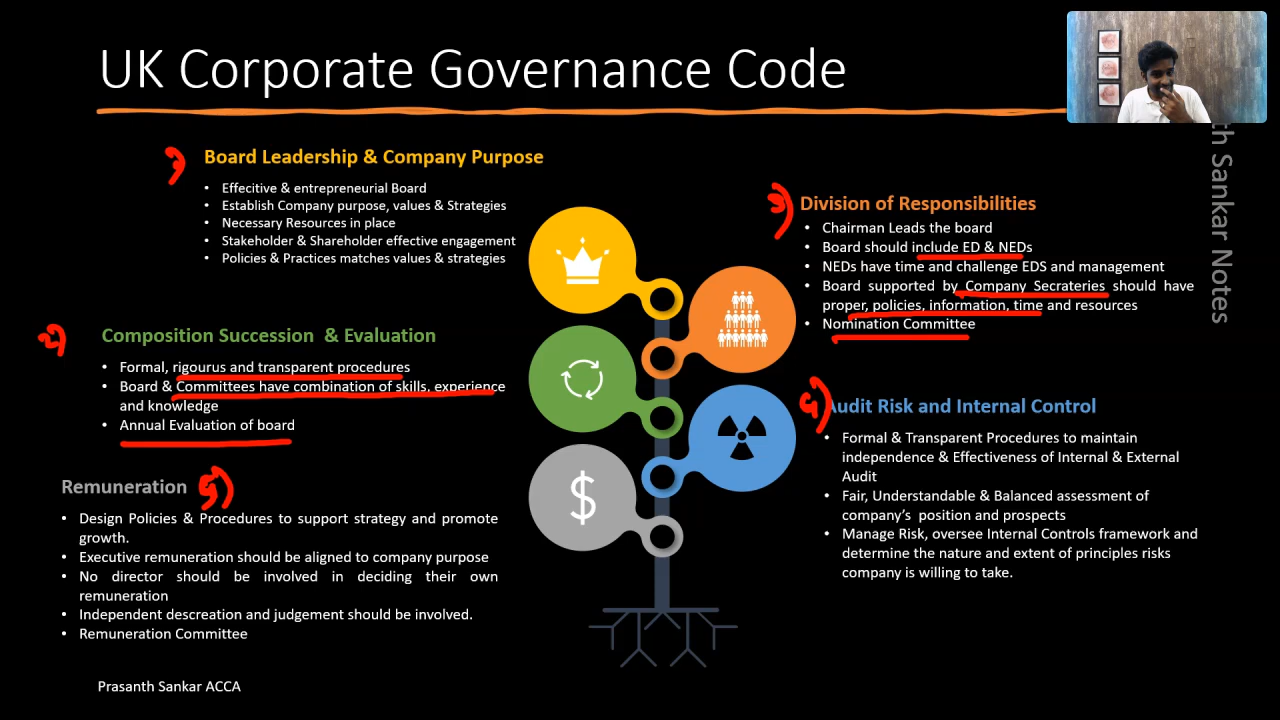 UK Corporate Governance Code
Board Leadership & Company Purpose
• Effecitive & entrepreneurial Board
• Establish Company purpose, values & Strategies
• Necessary Resources in place
• Stakeholder & Shareholder effective engagement
• Policies & Practices matches values & strategies
Division of Responsibilities
• Chairman Leads the board
• Board should include ED & NEDs
• NEDs have time and challenge EDS and management
• Board supported by Company Secrateries should have
proper, policies, information, time and resources
• Nomination Committee
Composition Succession & Evaluation
• Formal, rigourus and transparent procedures
• Board & Committees have combination of skills, experience
and knowledge
• Annual Evaluation of board
Audit Risk and Internal Control
• Formal & Transparent Procedures to maintain
independence & Effectiveness of Internal & External
Audit
• Fair, Understandable & Balanced assessment of
company's position and prospects
• Manage Risk, oversee Internal Controls framework and
determine the nature and extent of principles risks
company is willing to take.
Remuneration
• Design Policies & Procedures to support strategy and promote
growth.
• Executive remuneration should be aligned to company purpose
• No director should be involved in deciding their own
remuneration
• Independent descreation and judgement should be involved.
• Remuneration Committee
$
Prasanth Sankar ACCA
Sankar Notes